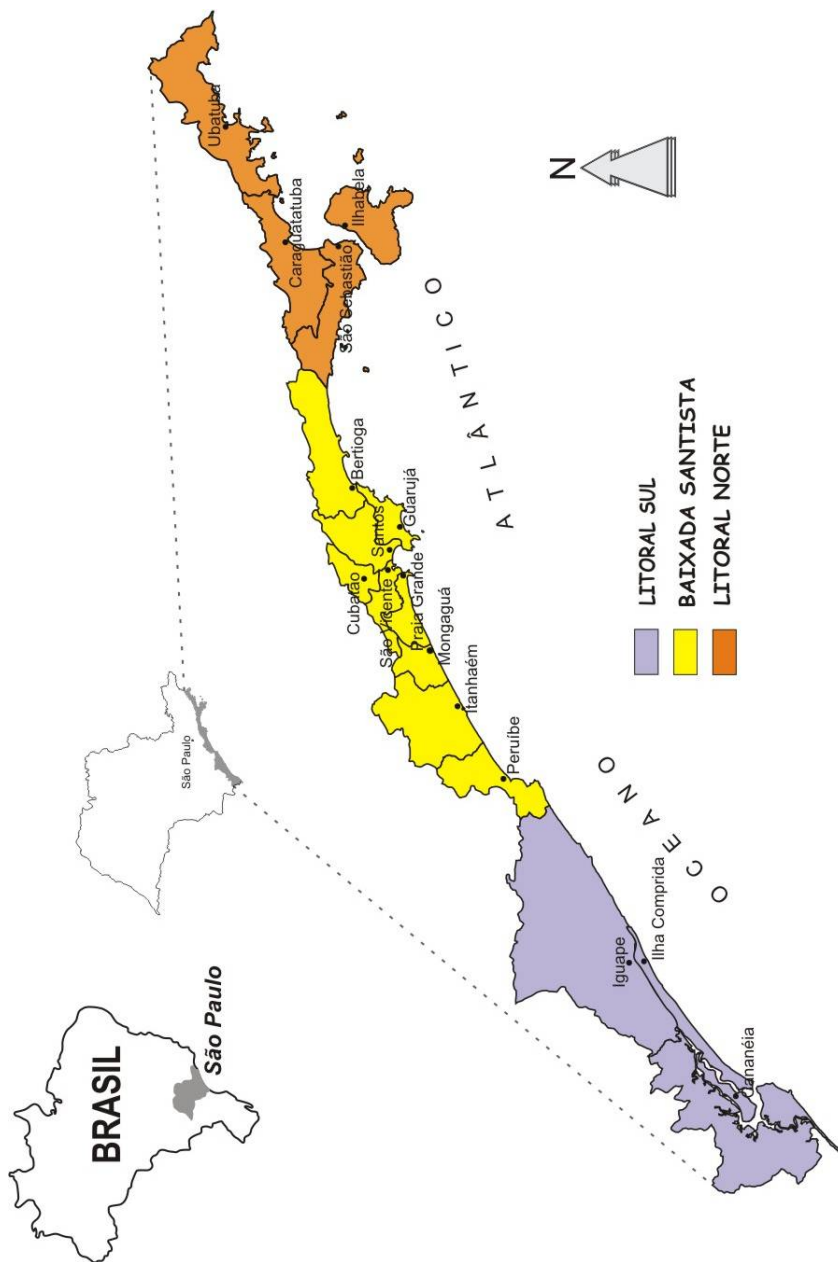 BRASIL
São Paulo
São Paulo
Ubatuba
Caraguatatuba
Ilhabela
São Sebastião
Bertioga
Guarujá
Santos
Cubatão
São Vicente
Praia Grande
Mongaguá
Itanhaém
Peruíbe
Iguape
Ilha Comprida
Cananéia
OCEANO ATLÂNTICO
N
LITORAL SUL
BAIXADA SANTISTA
LITORAL NORTE